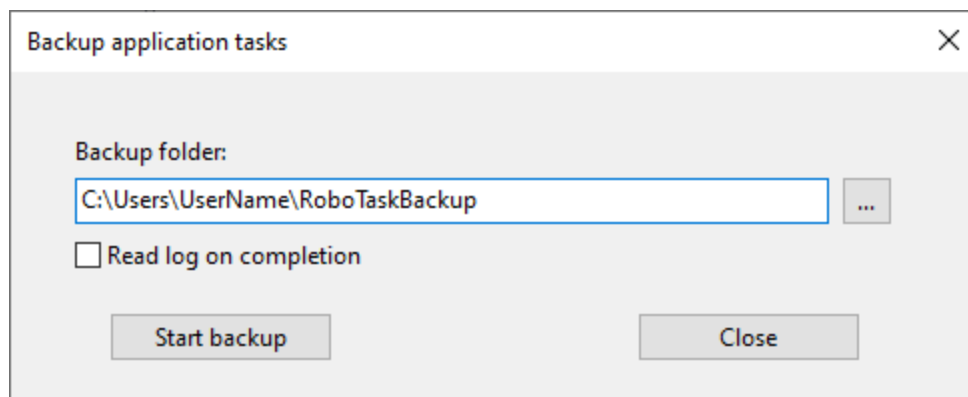 Backup application tasks
Backup folder:
C:\Users\UserName\RoboTaskBackup
...
Read log on completion
Start backup
Close